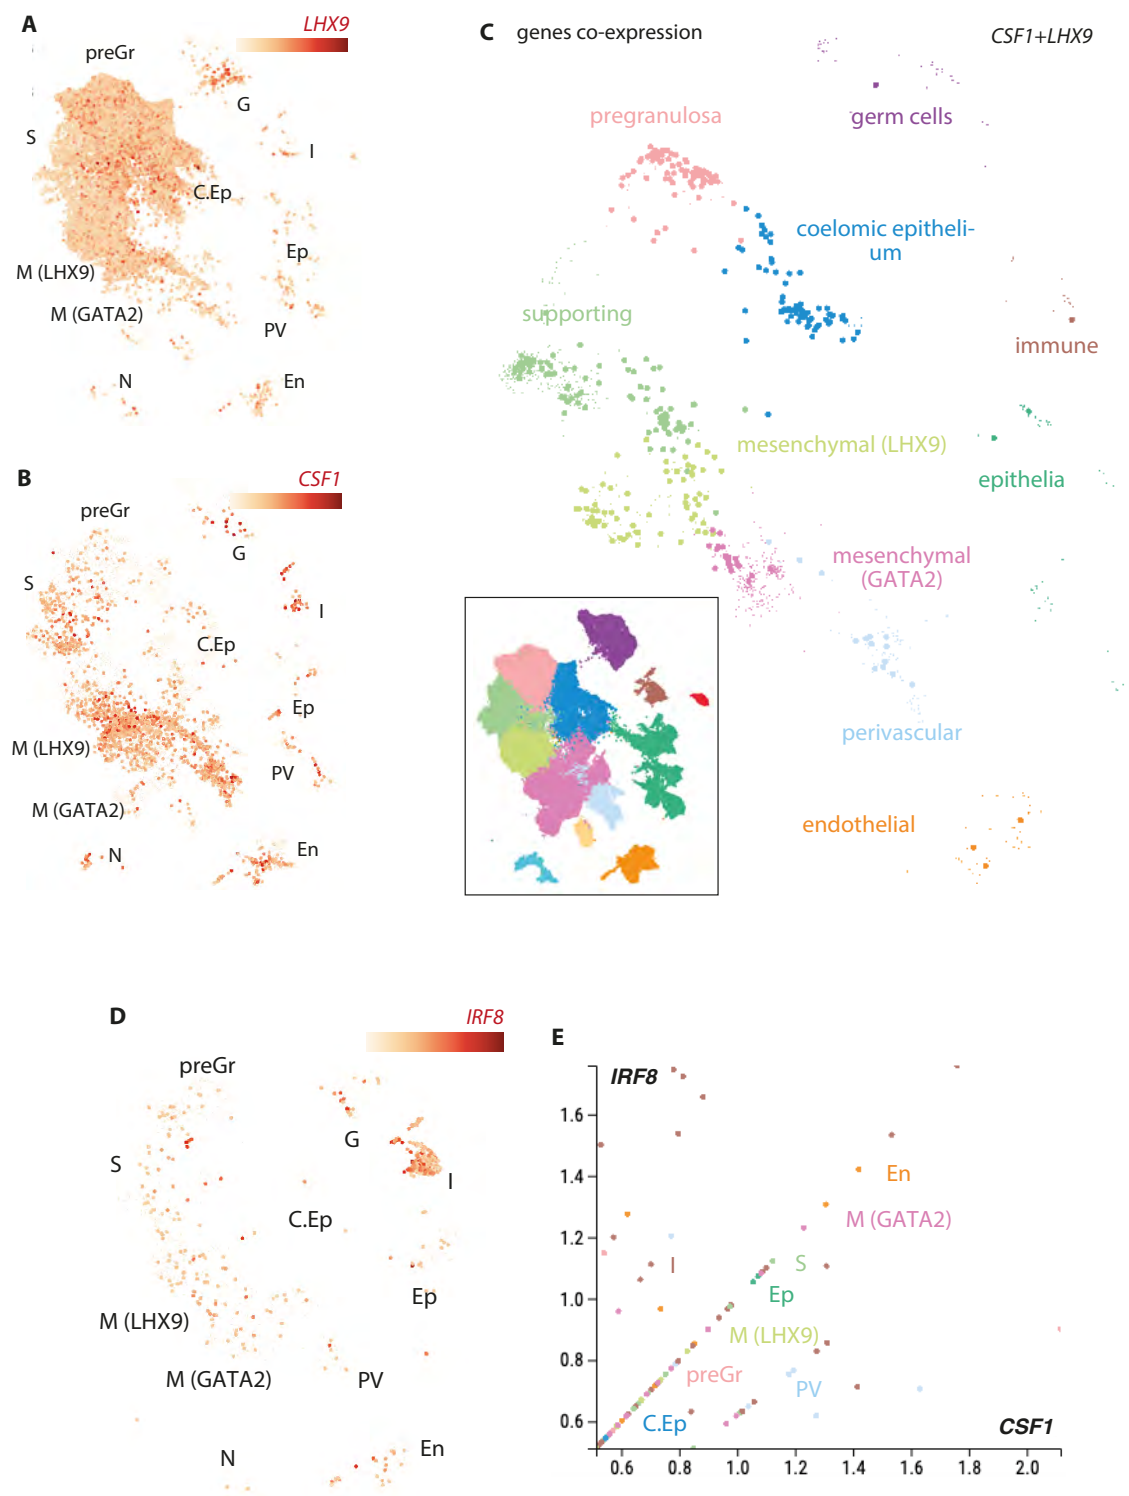 A
LHX9
preGr
G
S
I
C.Ep
Ep
M (LHX9)
M (GATA2)
PV
N
En
B
CSF1
preGr
G
S
I
C.Ep
Ep
M (LHX9)
PV
M (GATA2)
N
En
C genes co-expression CSF1+LHX9
pregranulosa
germ cells
coelomic epitheli-
um
supporting
immune
mesenchymal (LHX9)
epithelia
mesenchymal
(GATA2)
perivascular
endothelial
D
IRF8
preGr
G
S
I
C.Ep
Ep
M (LHX9)
M (GATA2)
PV
N
En
E
IRF8
1.6
1.4
1.2
1.0
0.8
0.6
En
M (GATA2)
I
S
Ep
M (LHX9)
preGr
PV
C.Ep
CSF1
0.6 0.8 1.0 1.2 1.4 1.6 1.8 2.0